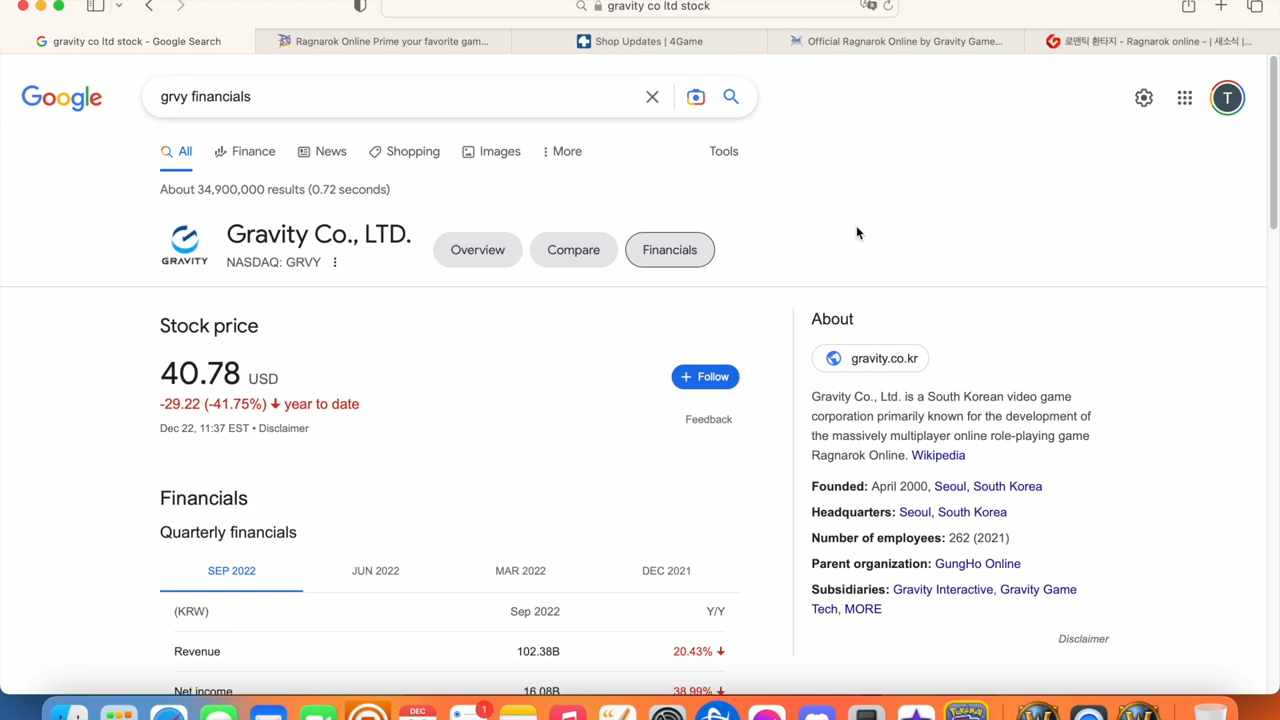 gravity co ltd stock
gravity co ltd stock - Google Search
Ragnarok Online Prime your favorite gam...
Shop Updates | 4Game
Official Ragnarok Online by Gravity Game...
로맨틱 환타지 - Ragnarok online - | 새소식 |...
Google
grvy financials
T
All
Finance
News
Shopping
Images
More
Tools
About 34,900,000 results (0.72 seconds)
GRAVITY
Gravity Co., LTD.
NASDAQ: GRVY
Overview
Compare
Financials
Stock price
40.78 USD
-29.22 (-41.75%) year to date
Dec 22, 11:37 EST • Disclaimer
+ Follow
Feedback
Financials
Quarterly financials
SEP 2022
JUN 2022
MAR 2022
DEC 2021
(KRW)
Sep 2022
Y/Y
Revenue
102.38B
20.43%
Net income
16.08B
38.99%
About
gravity.co.kr
Gravity Co., Ltd. is a South Korean video game
corporation primarily known for the development of
the massively multiplayer online role-playing game
Ragnarok Online. Wikipedia
Founded: April 2000, Seoul, South Korea
Headquarters: Seoul, South Korea
Number of employees: 262 (2021)
Parent organization: GungHo Online
Subsidiaries: Gravity Interactive, Gravity Game
Tech, MORE
Disclaimer
DEC
1